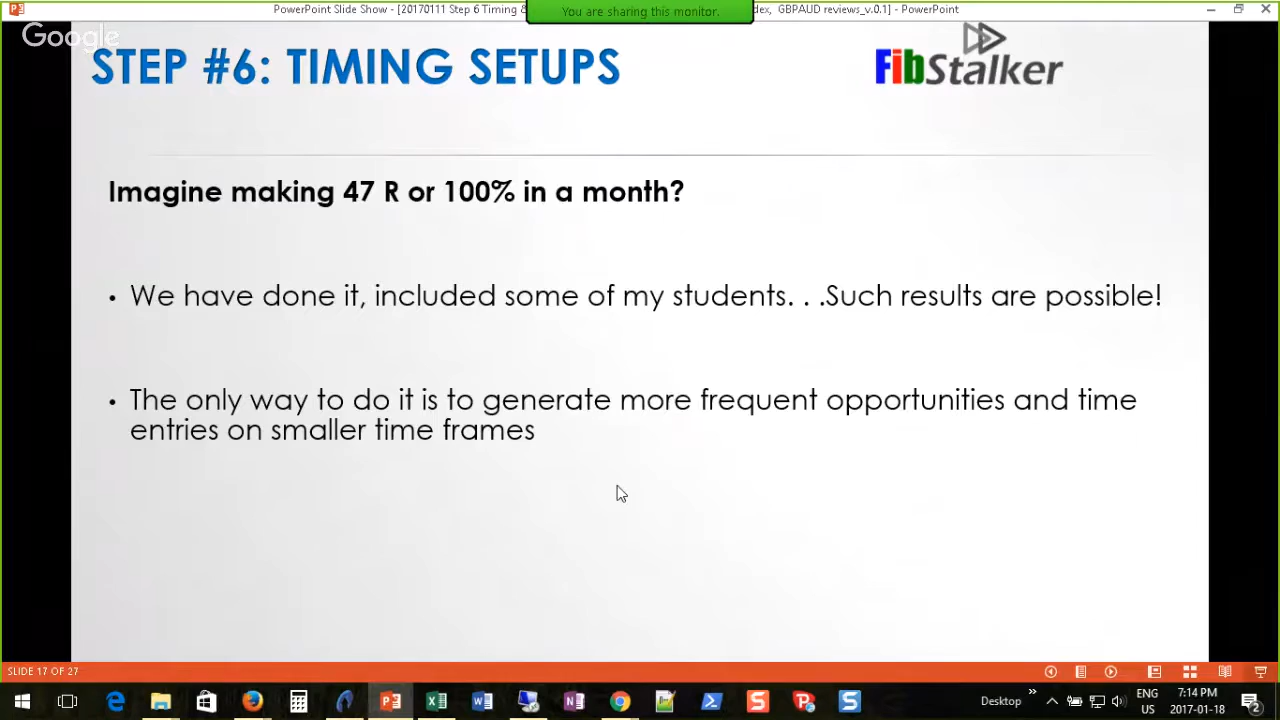 PowerPoint Slide Show - [20170111 Step 6 Timing &
You are sharing this monitor.
dex, GBPAUD reviews_v.0.1] - PowerPoint
Google
STEP #6: TIMING SETUPS
FibStalker
Imagine making 47 R or 100% in a month?
• We have done it, included some of my students. . .Such results are possible!
• The only way to do it is to generate more frequent opportunities and time
entries on smaller time frames
SLIDE 17 OF 27
Desktop
ENG
US
7:14 PM
2017-01-18
2